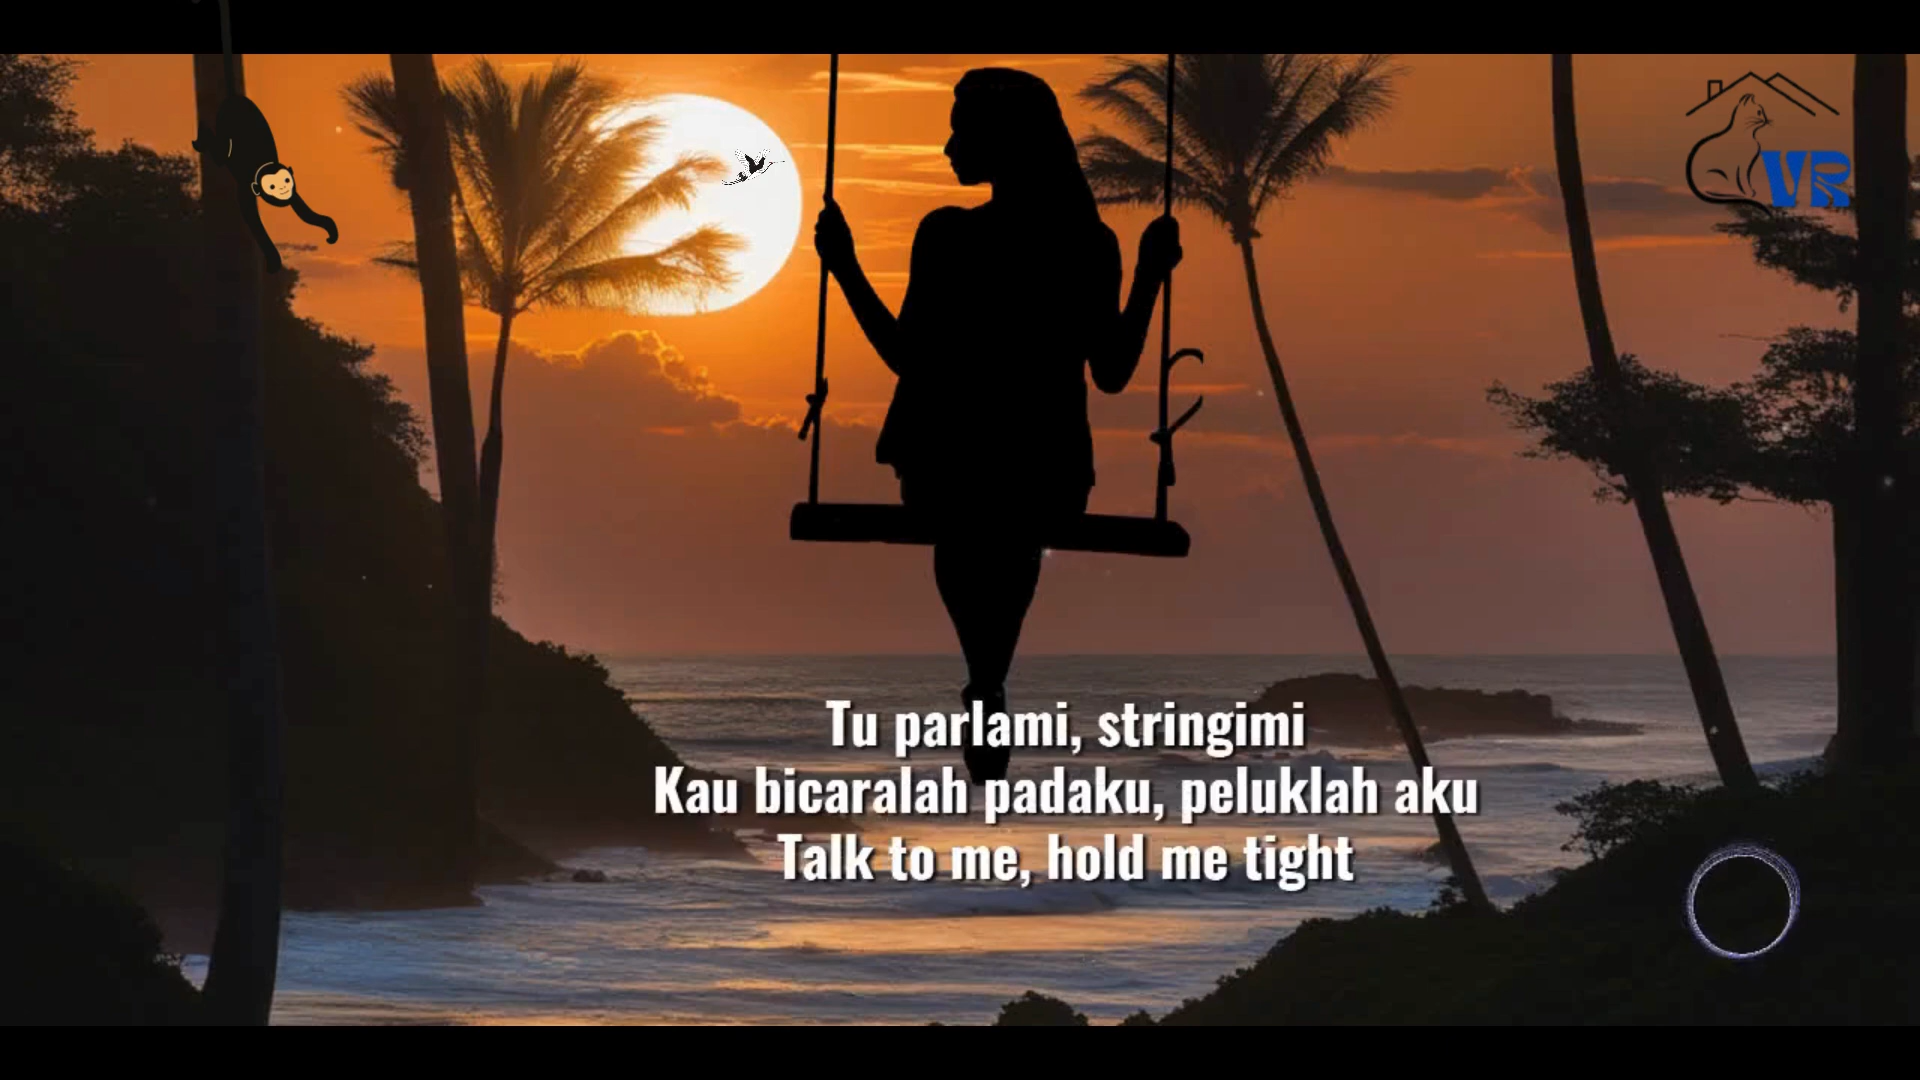 VR
Tu parlami, stringimi
Kau bicaralah padaku, peluklah aku
Talk to me, hold me tight